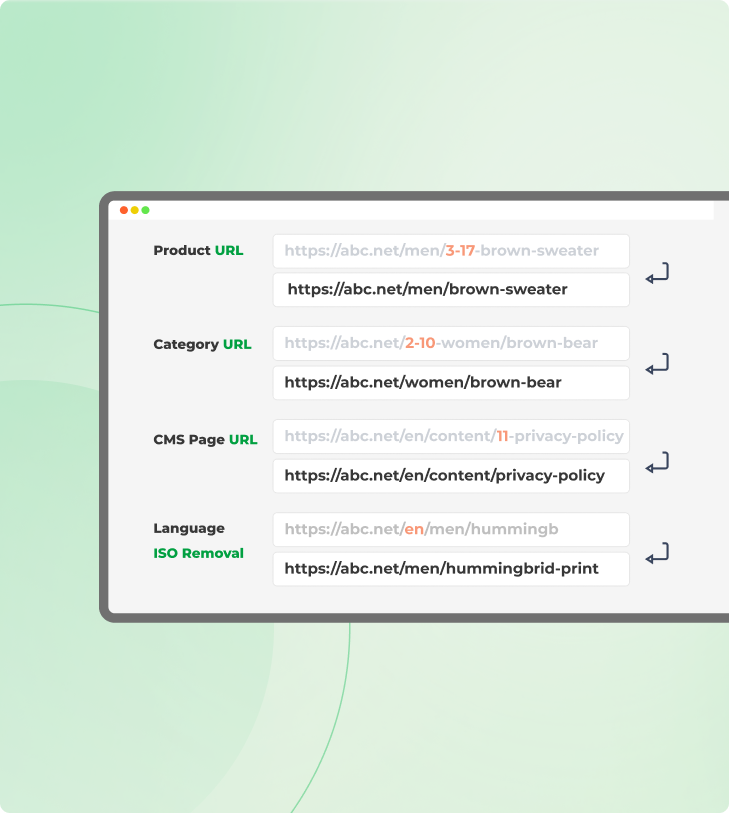 Product URL
https://abc.net/men/3-17-brown-sweater
https://abc.net/men/brown-sweater
Category URL
https://abc.net/2-10-women/brown-bear
https://abc.net/women/brown-bear
CMS Page URL
https://abc.net/en/content/11-privacy-policy
https://abc.net/en/content/privacy-policy
Language
ISO Removal
https://abc.net/en/men/hummingb
https://abc.net/men/hummingbrid-print